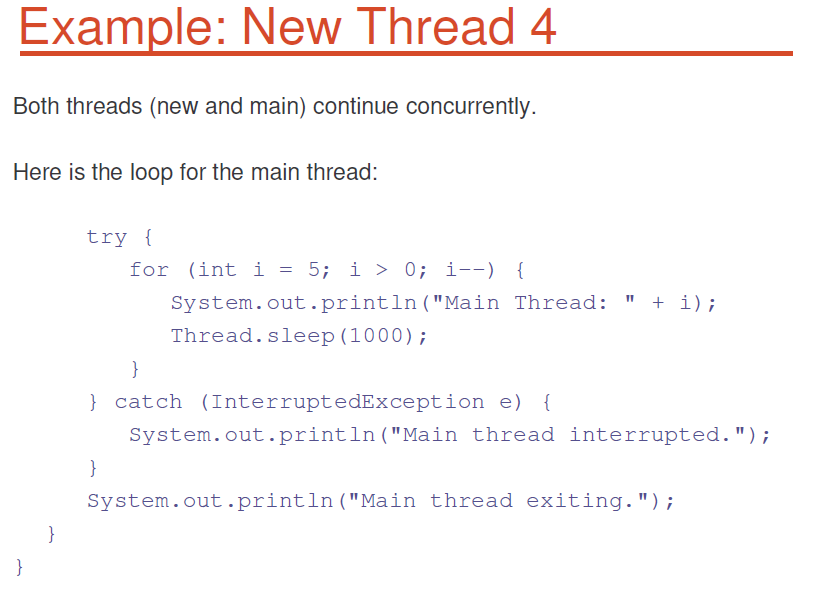 Example: New Thread 4
Both threads (new and main) continue concurrently.
Here is the loop for the main thread:
try {
for (int i = 5; i > 0; i--) {
System.out.println("Main Thread: " + i);
Thread.sleep(1000);
}
} catch (InterruptedException e) {
System.out.println("Main thread interrupted.");
}
System.out.println("Main thread exiting.");
}
}